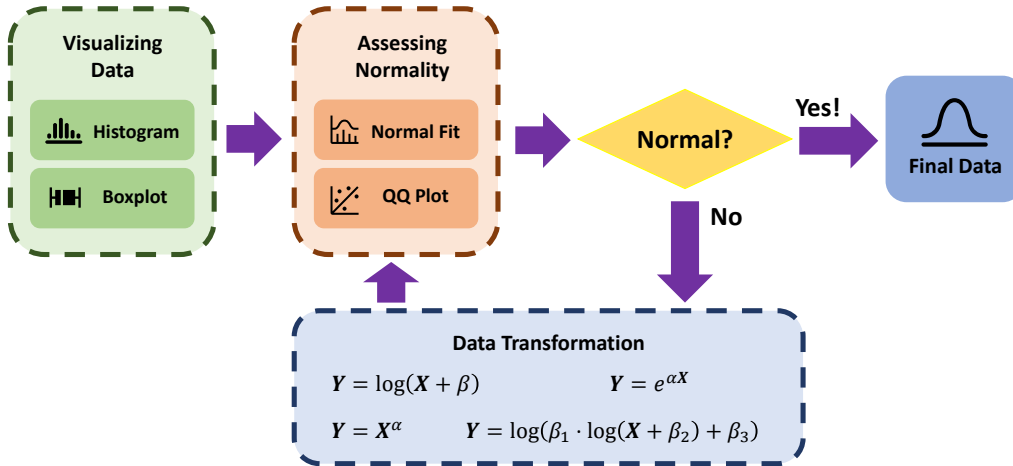 Visualizing
Data
Histogram
Boxplot
Assessing
Normality
Normal Fit
QQ Plot
Normal?
Yes!
No
Final Data
Data Transformation
𝒀 = log(𝑿 + 𝛽)
𝒀 = 𝑒^{𝛼𝑿}
𝒀 = 𝑿^𝛼
𝒀 = log(𝛽₁ · log(𝑿 + 𝛽₂) + 𝛽₃)